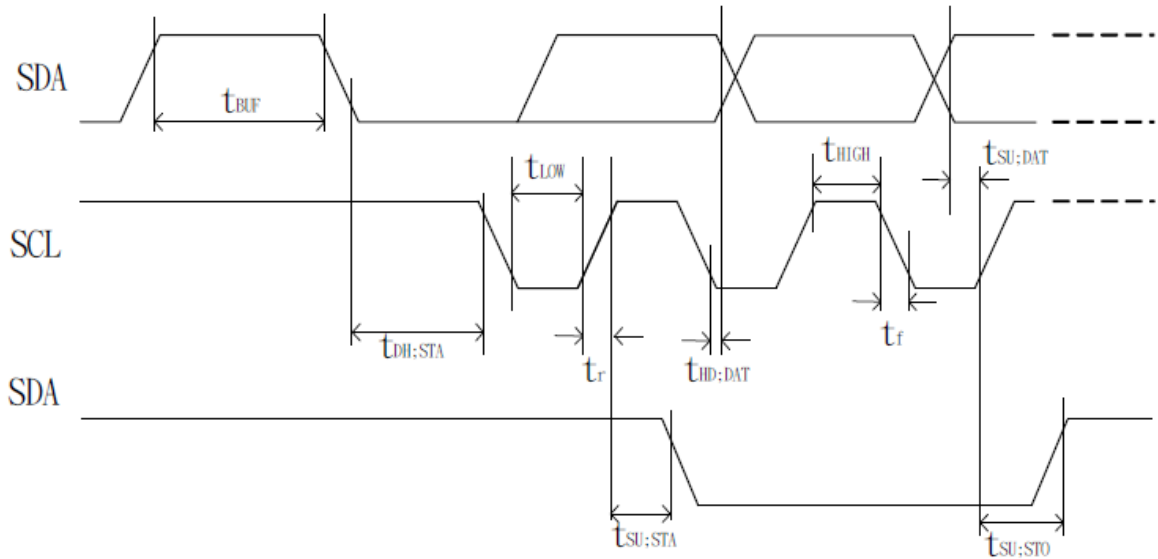 SDA
tBUF
tLOW
tHIGH
tSU;DAT
SCL
tDH;STA
tr
tHD;DAT
tf
SDA
tSU;STA
tSU;STO